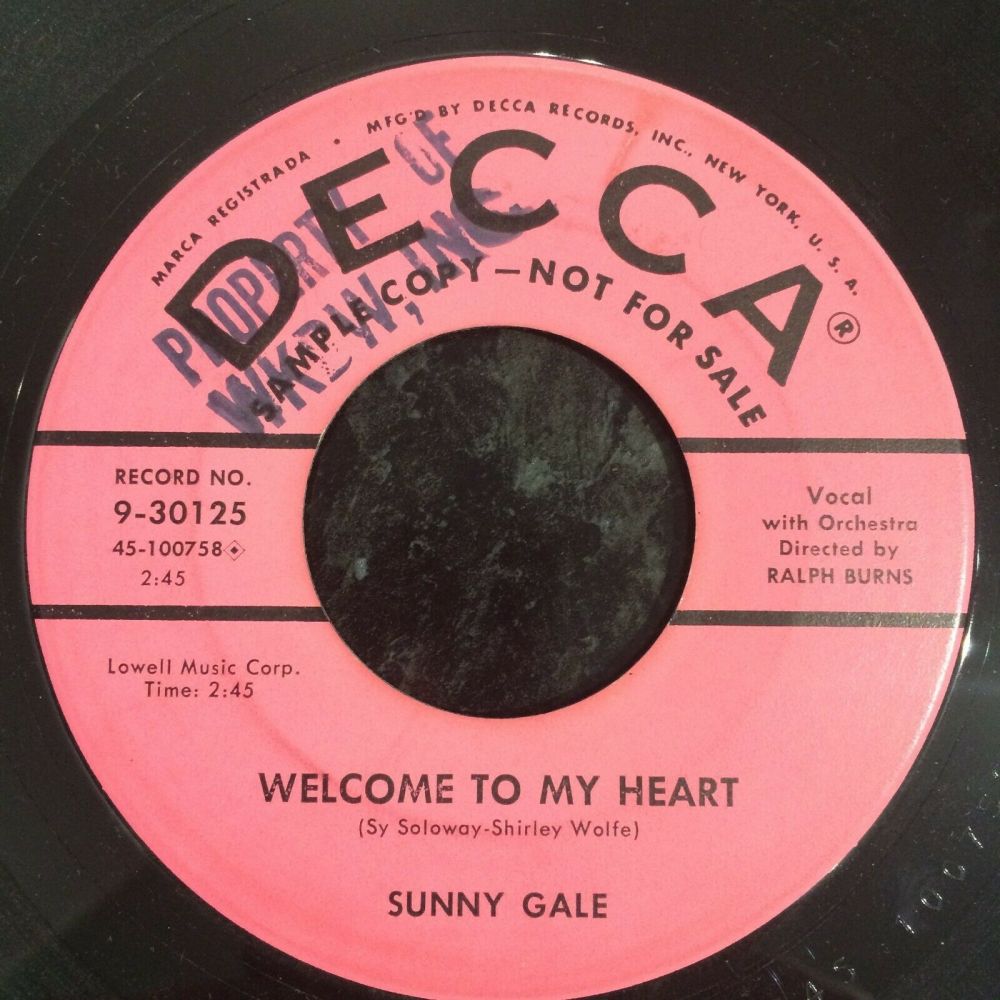 MARCA REGISTRADA • MFG'D BY DECCA RECORDS, INC., NEW YORK, U. S. A.
DECCA®
PROPERTY OF
INC.
SAMPLE COPY—NOT FOR SALE
RECORD NO.
9-30125
45-100758
2:45
Vocal
with Orchestra
Directed by
RALPH BURNS
Lowell Music Corp.
Time: 2:45
WELCOME TO MY HEART
(Sy Soloway-Shirley Wolfe)
SUNNY GALE